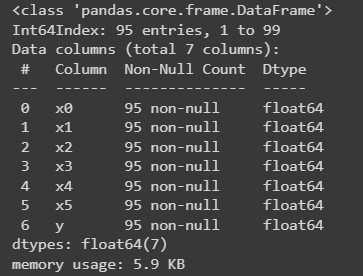 <class 'pandas.core.frame.DataFrame'>
Int64Index: 95 entries, 1 to 99
Data columns (total 7 columns):
 #   Column  Non-Null Count  Dtype
---  ------  --------------  -----
 0   x0      95 non-null     float64
 1   x1      95 non-null     float64
 2   x2      95 non-null     float64
 3   x3      95 non-null     float64
 4   x4      95 non-null     float64
 5   x5      95 non-null     float64
 6   y       95 non-null     float64
dtypes: float64(7)
memory usage: 5.9 KB